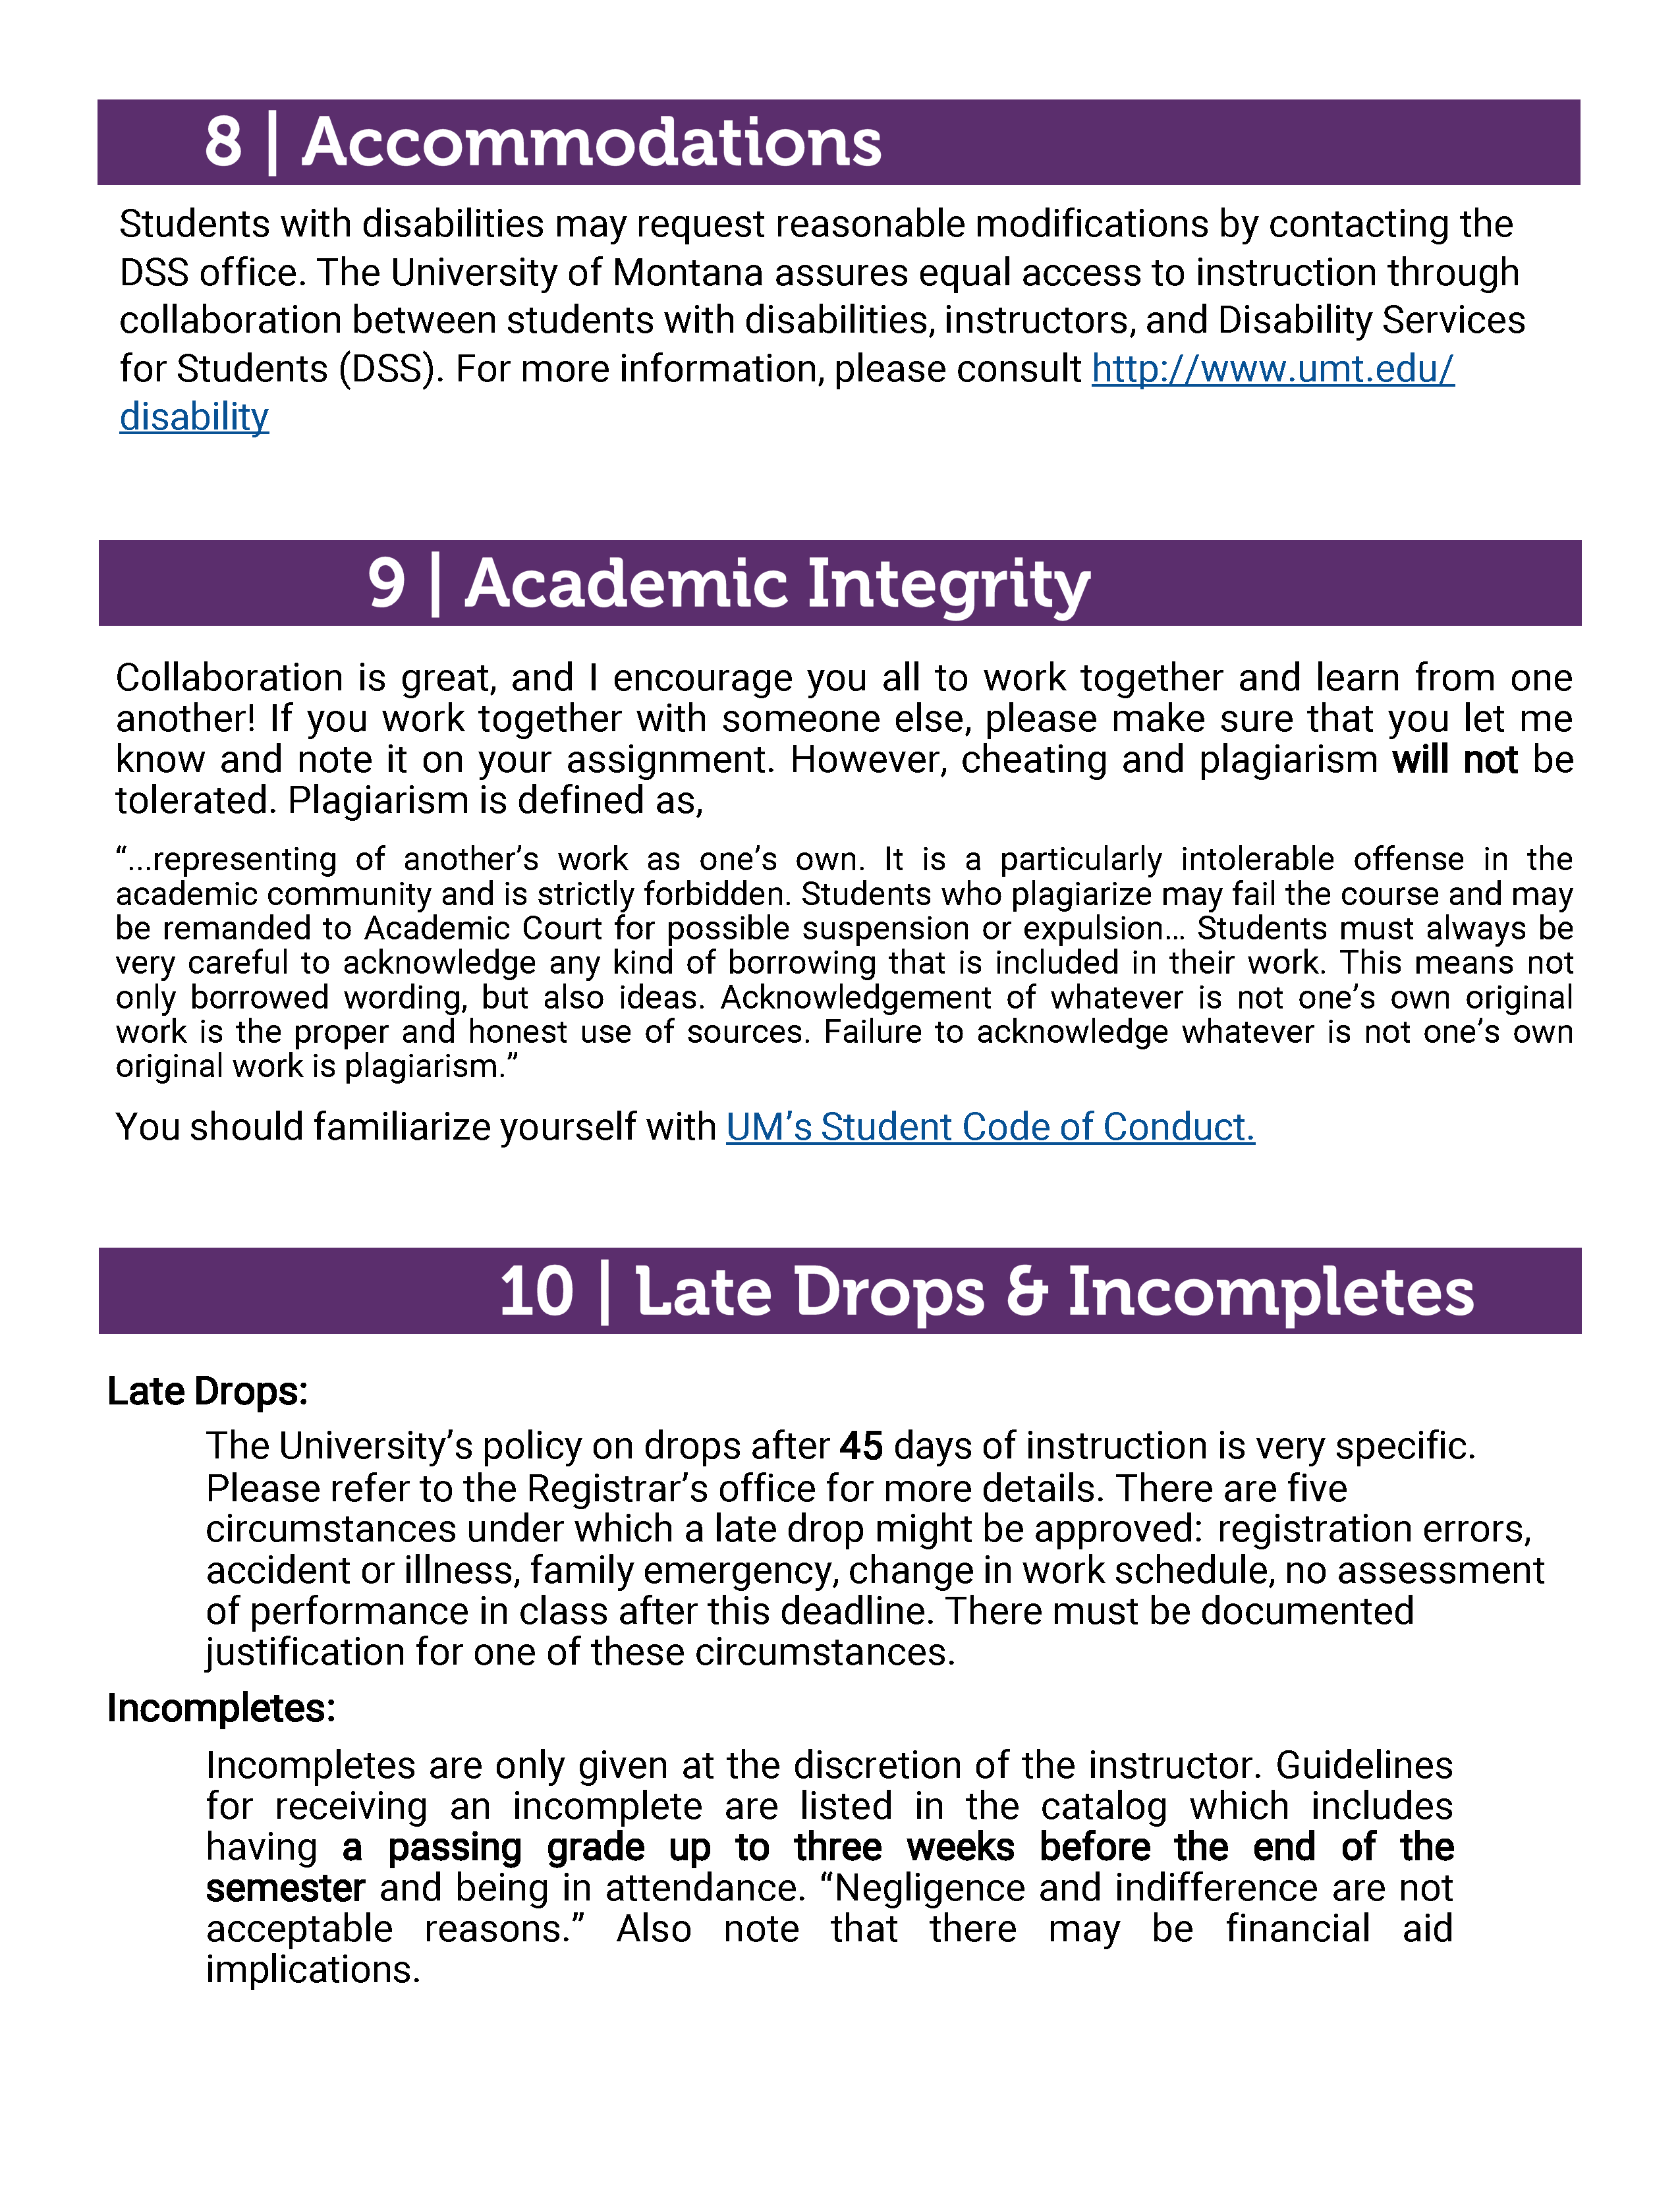 8 | Accommodations
Students with disabilities may request reasonable modifications by contacting the
DSS office. The University of Montana assures equal access to instruction through
collaboration between students with disabilities, instructors, and Disability Services
for Students (DSS). For more information, please consult http://www.umt.edu/
disability
9 | Academic Integrity
Collaboration is great, and I encourage you all to work together and learn from one
another! If you work together with someone else, please make sure that you let me
know and note it on your assignment. However, cheating and plagiarism will not be
tolerated. Plagiarism is defined as,
“...representing of another’s work as one’s own. It is a particularly intolerable offense in the
academic community and is strictly forbidden. Students who plagiarize may fail the course and may
be remanded to Academic Court for possible suspension or expulsion… Students must always be
very careful to acknowledge any kind of borrowing that is included in their work. This means not
only borrowed wording, but also ideas. Acknowledgement of whatever is not one’s own original
work is the proper and honest use of sources. Failure to acknowledge whatever is not one’s own
original work is plagiarism.”
You should familiarize yourself with UM’s Student Code of Conduct.
10 | Late Drops & Incompletes
Late Drops:
The University’s policy on drops after 45 days of instruction is very specific.
Please refer to the Registrar’s office for more details. There are five
circumstances under which a late drop might be approved: registration errors,
accident or illness, family emergency, change in work schedule, no assessment
of performance in class after this deadline. There must be documented
justification for one of these circumstances.
Incompletes:
Incompletes are only given at the discretion of the instructor. Guidelines
for receiving an incomplete are listed in the catalog which includes
having a passing grade up to three weeks before the end of the
semester and being in attendance. “Negligence and indifference are not
acceptable reasons.” Also note that there may be financial aid
implications.